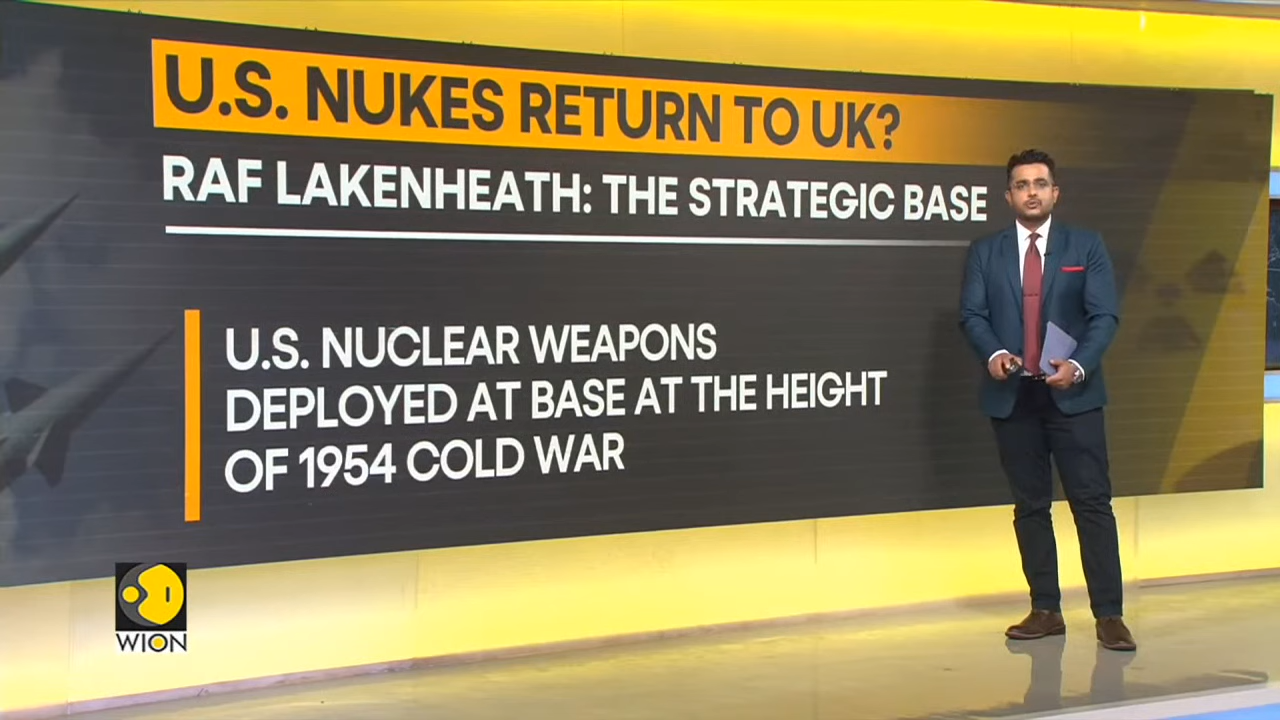 U.S. NUKES RETURN TO UK?
RAF LAKENHEATH: THE STRATEGIC BASE
U.S. NUCLEAR WEAPONS
DEPLOYED AT BASE AT THE HEIGHT
OF 1954 COLD WAR
WION